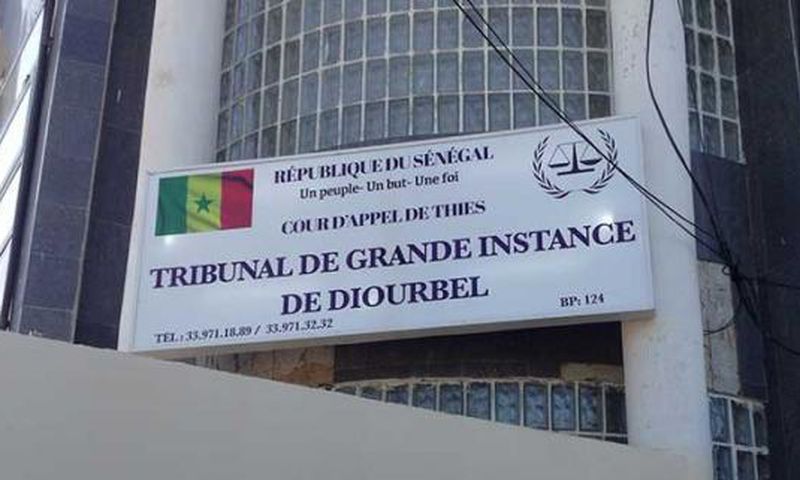 RÉPUBLIQUE DU SÉNÉGAL
Un peuple- Un but- Une foi
COUR D'APPEL DE THIES
TRIBUNAL DE GRANDE INSTANCE
DE DIOURBEL
BP: 124
TÉL : 33.971.18.89 / 33.971.32.32